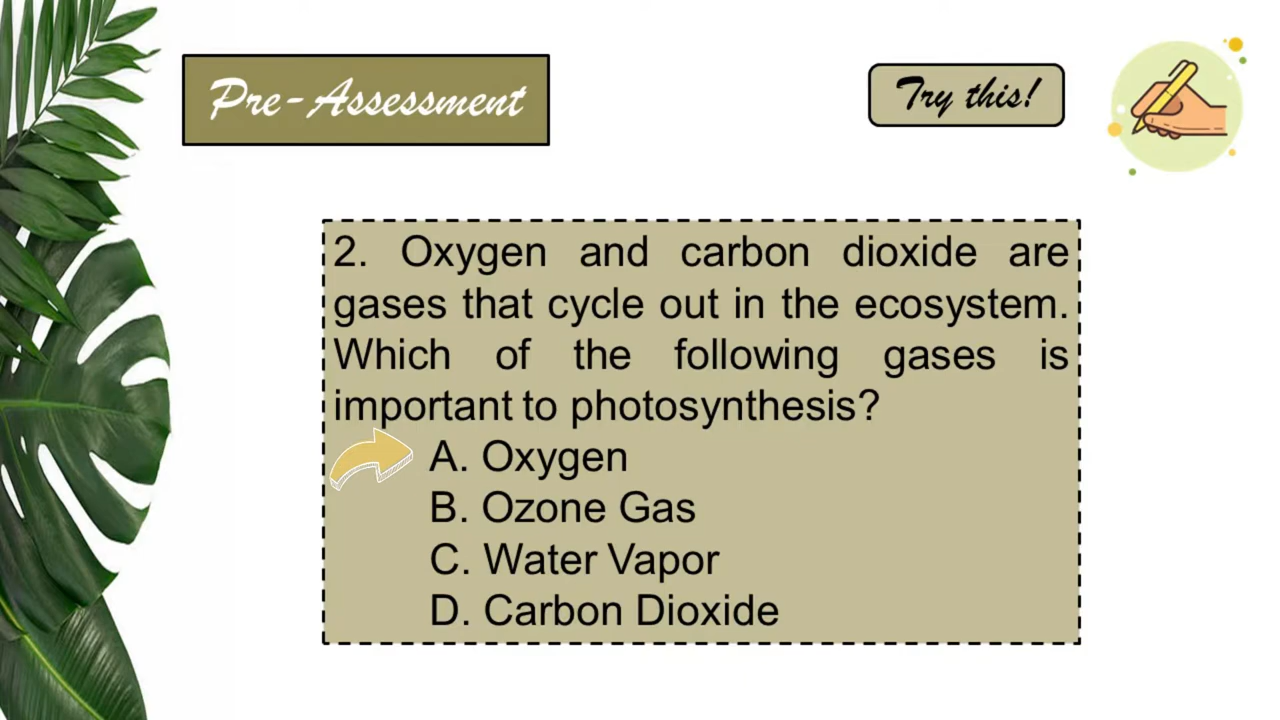 Pre-Assessment
Try this!
2. Oxygen and carbon dioxide are
gases that cycle out in the ecosystem.
Which of the following gases is
important to photosynthesis?
A. Oxygen
B. Ozone Gas
C. Water Vapor
D. Carbon Dioxide